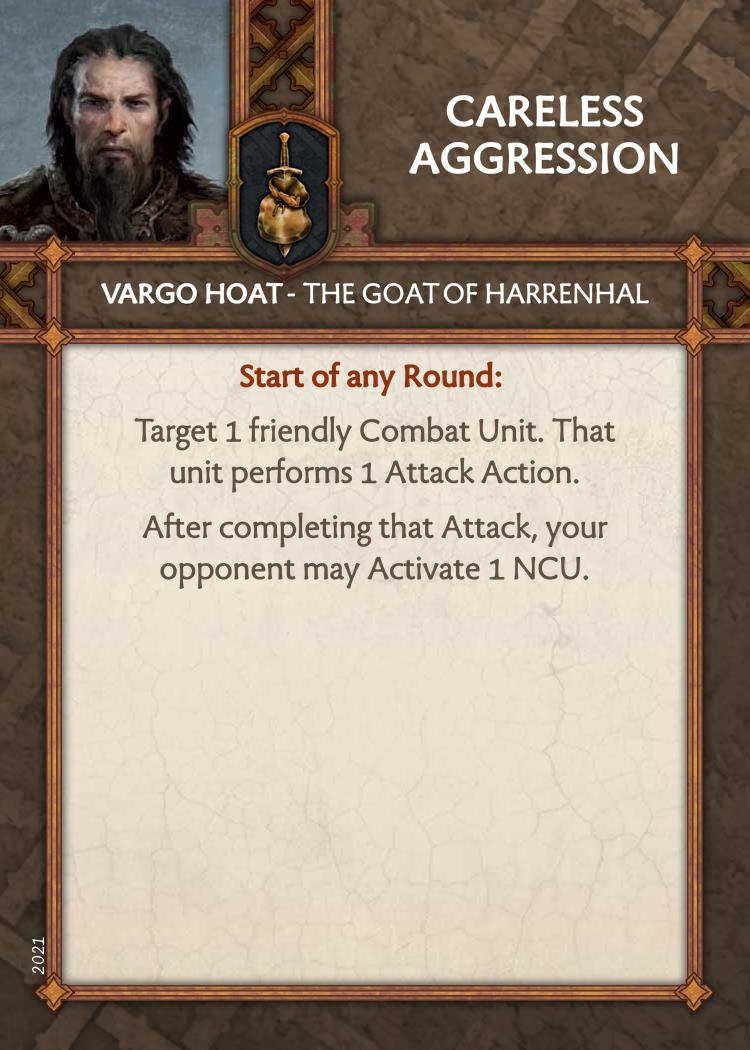 CARELESS
AGGRESSION
VARGO HOAT - THE GOAT OF HARRENHAL
Start of any Round:
Target 1 friendly Combat Unit. That
unit performs 1 Attack Action.
After completing that Attack, your
opponent may Activate 1 NCU.
2021